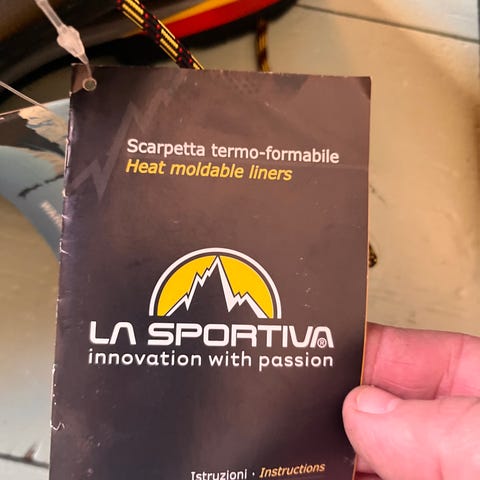 Scarpetta termo-formabile
Heat moldable liners
LA SPORTIVA®
innovation with passion
Istruzioni · Instructions